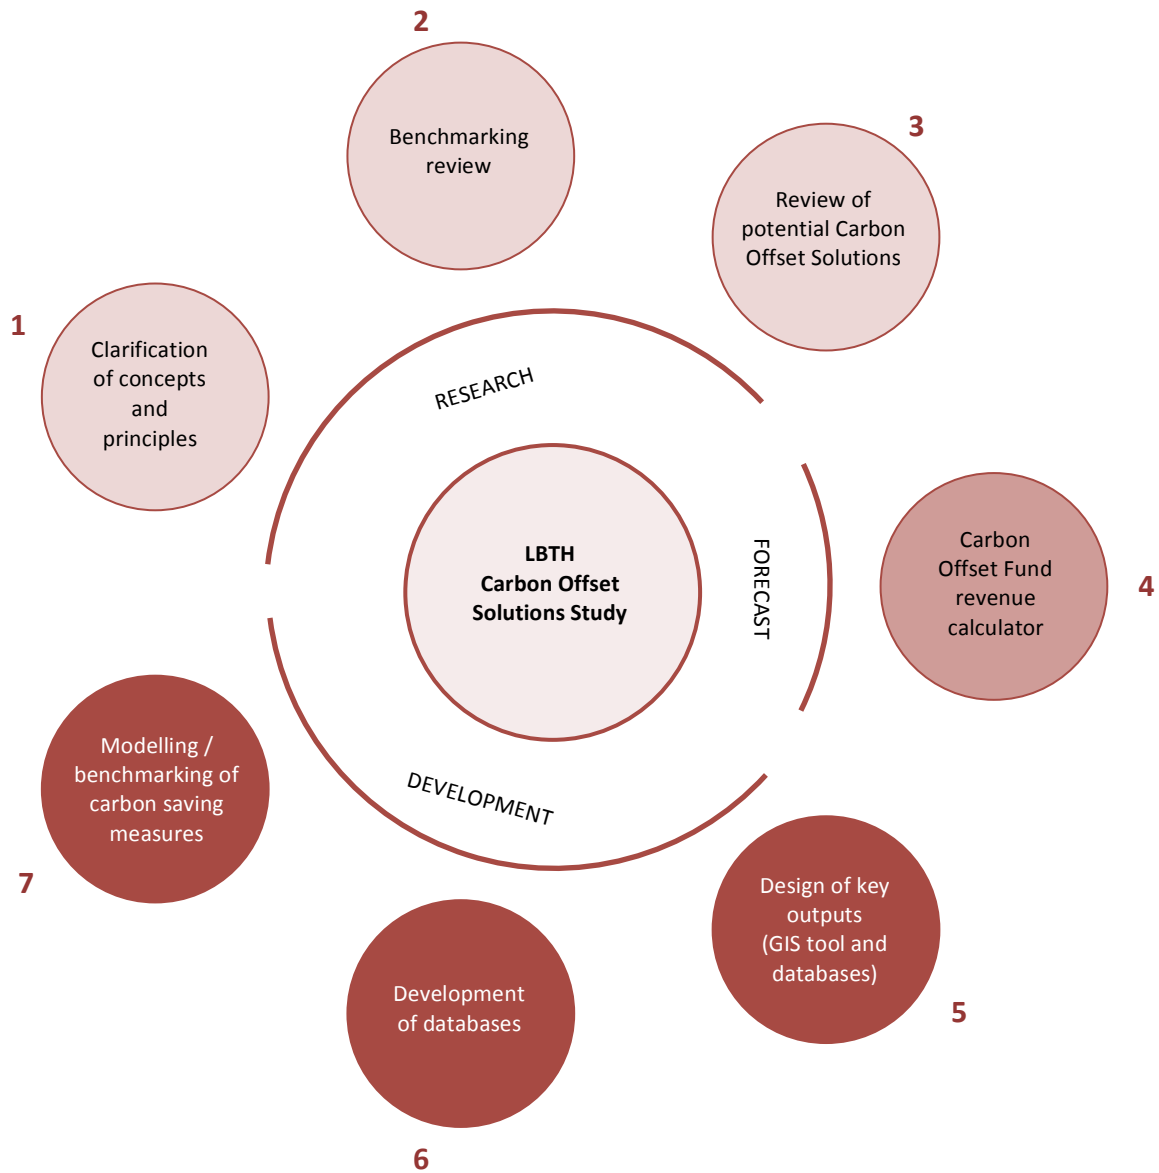 2
Benchmarking
review
3
Review of
potential Carbon
Offset Solutions
1
Clarification
of concepts
and
principles
RESEARCH
LBTH
Carbon Offset
Solutions Study
FORECAST
Carbon
Offset Fund
revenue
calculator
4
DEVELOPMENT
Modelling /
benchmarking of
carbon saving
measures
7
Design of key
outputs
(GIS tool and
databases)
5
Development
of databases
6